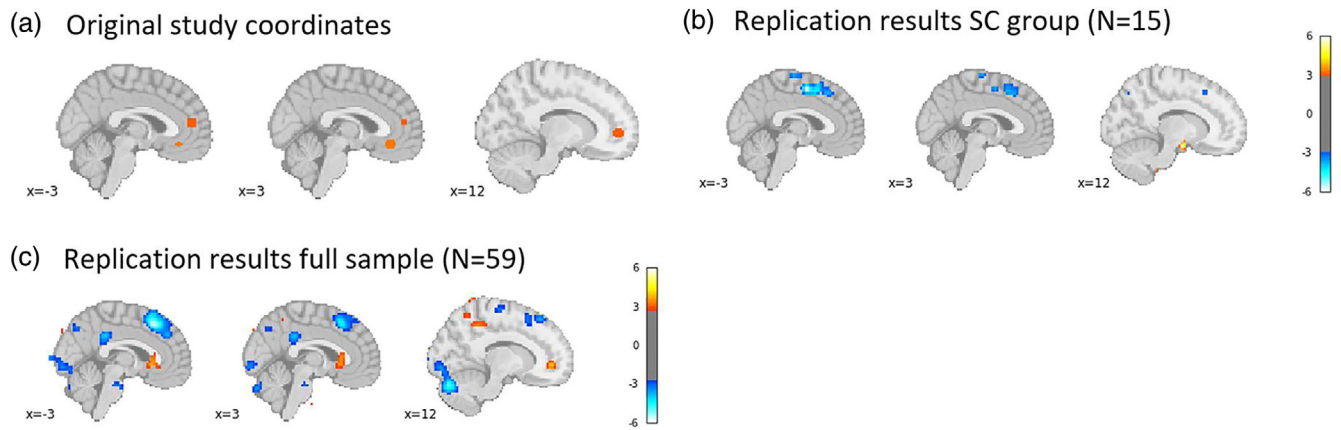 (a) Original study coordinates
x=-3 x=3 x=12
(b) Replication results SC group (N=15)
6
3
0
-3
-6
x=-3 x=3 x=12
(c) Replication results full sample (N=59)
6
3
0
-3
-6
x=-3 x=3 x=12